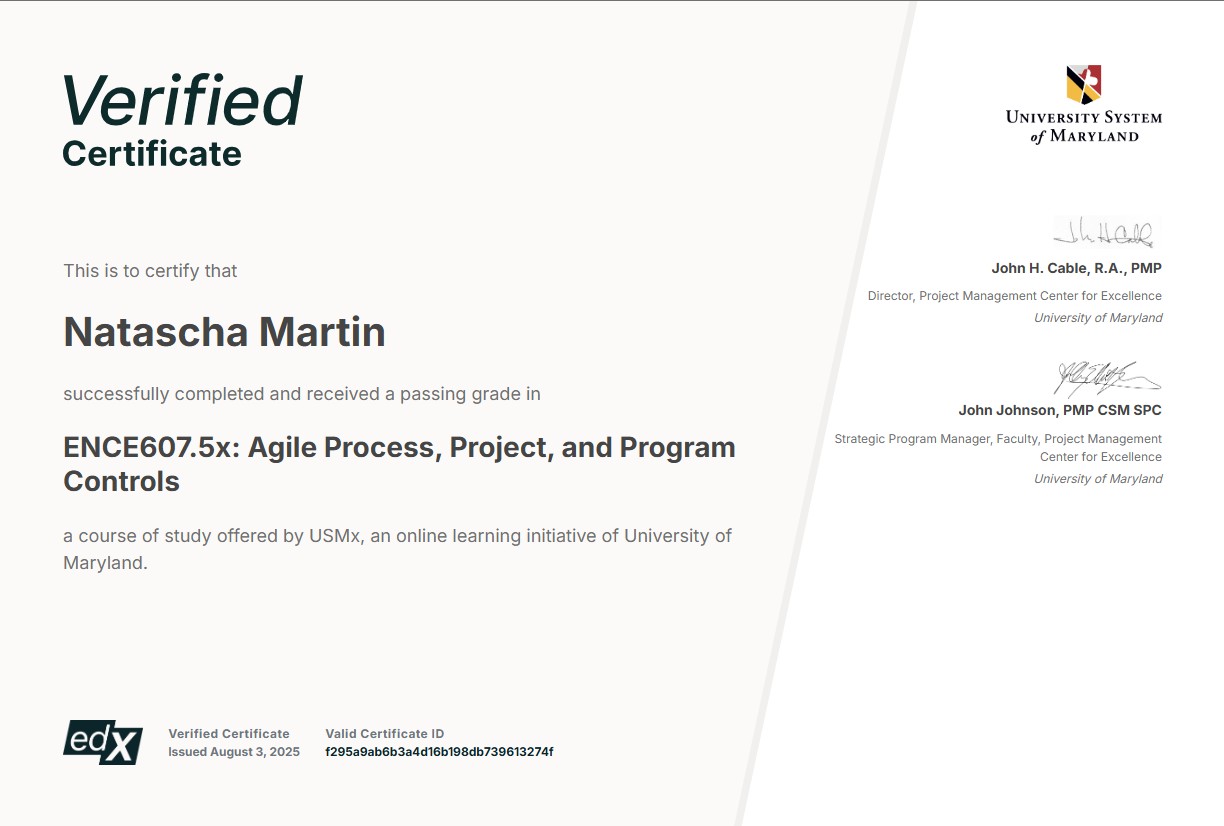 Verified
Certificate
This is to certify that
Natascha Martin
successfully completed and received a passing grade in
ENCE607.5x: Agile Process, Project, and Program
Controls
a course of study offered by USMx, an online learning initiative of University of
Maryland.
edX
Verified Certificate
Issued August 3, 2025
Valid Certificate ID
f295a9ab6b3a4d16b198db739613274f
UNIVERSITY SYSTEM
of MARYLAND
John H Cable
John H. Cable, R.A., PMP
Director, Project Management Center for Excellence
University of Maryland
John Johnson, PMP CSM SPC
Strategic Program Manager, Faculty, Project Management
Center for Excellence
University of Maryland